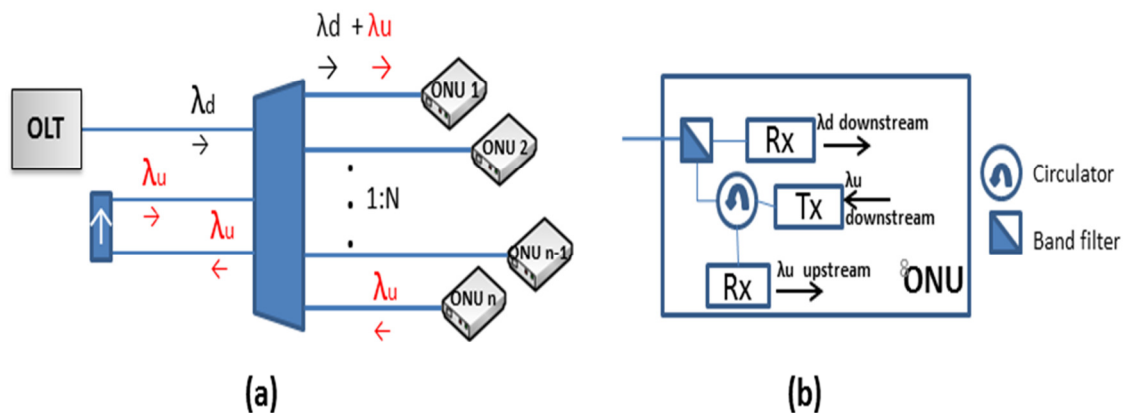 λd + λu
→ →
ONU 1
OLT
λd
→
ONU 2
λu
→
1:N
λu
←
ONU n-1
λu
←
ONU n
(a)
Rx
λd downstream
Tx
λu
downstream
Rx
λu upstream
8
ONU
Circulator
Band filter
(b)